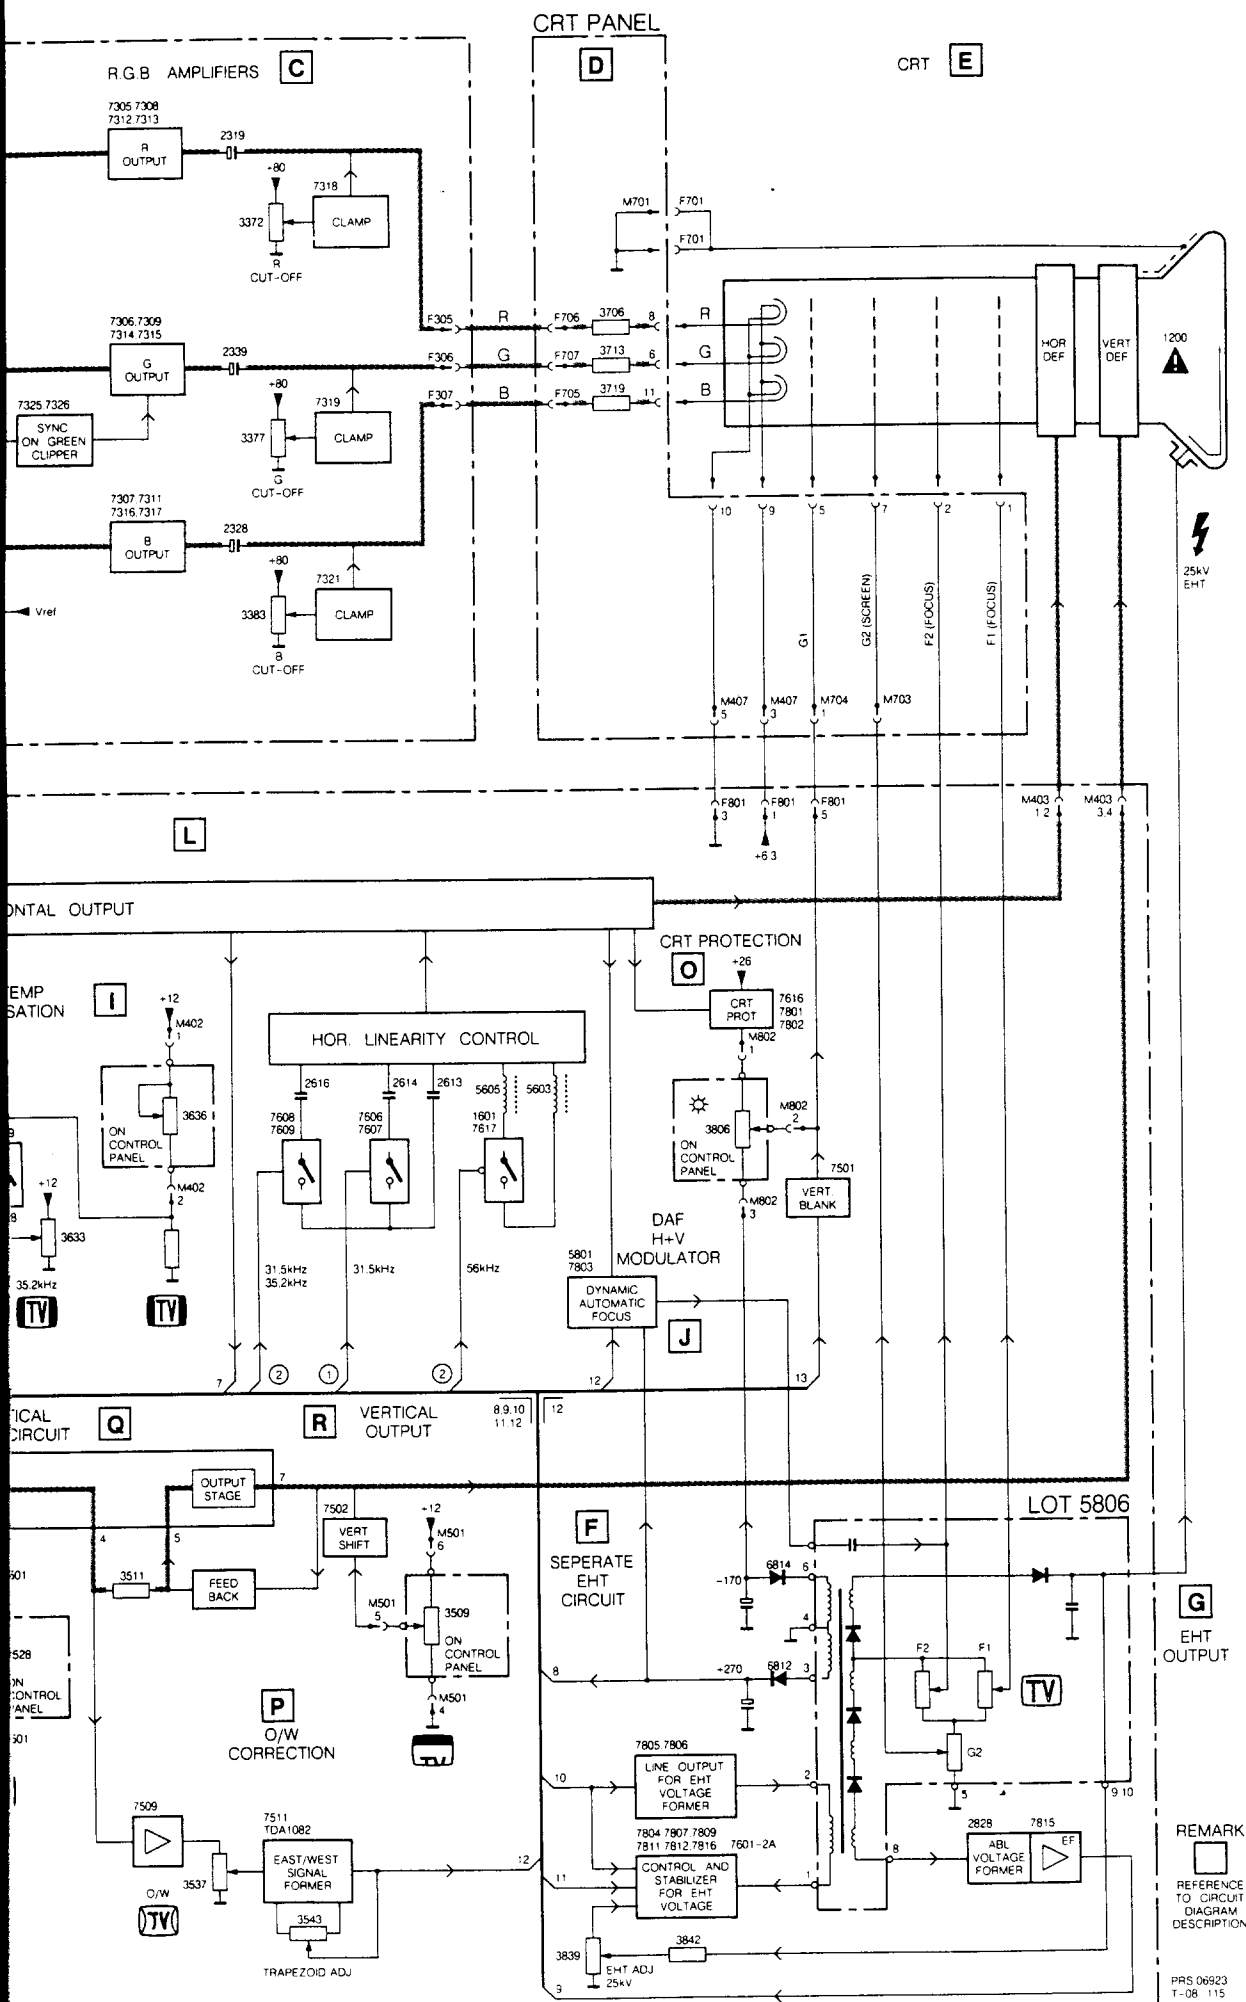 CRT PANEL
R.G.B AMPLIFIERS C
D
CRT E
7305.7308
7312.7313
R
OUTPUT
2319
+80
7318
3372
CLAMP
R
CUT-OFF
M701
F701
F701
7306.7309
7314.7315
G
OUTPUT
2339
+80
7319
3377
CLAMP
G
CUT-OFF
7325.7326
SYNC
ON GREEN
CLIPPER
F305
R
F706
3706
8
R
F306
G
F707
3713
6
G
F307
B
F705
3719
11
B
HOR
DEF
VERT
DEF
1200
7307.7311
7316.7317
B
OUTPUT
2328
+80
7321
3383
CLAMP
B
CUT-OFF
Vref
10
9
5
7
2
1
G1
G2 (SCREEN)
F2 (FOCUS)
F1 (FOCUS)
25kV
EHT
M407
5
M407
3
M704
1
M703
F801
3
F801
1
F801
5
+6.3
M403
1.2
M403
3.4
L
ONTAL OUTPUT
CRT PROTECTION
O
+26
CRT
PROT
7616
7801
7802
M802
1
TEMP
SATION
I
+12
M402
1
3636
ON
CONTROL
PANEL
M402
2
+12
3633
35.2kHz
TV
TV
HOR. LINEARITY CONTROL
2616
2614
2613
5605
5603
7608
7609
7606
7607
1601
7617
31.5kHz
35.2kHz
31.5kHz
56kHz
3806
ON
CONTROL
PANEL
M802
2
M802
3
7501
VERT.
BLANK
DAF
H+V
MODULATOR
5801
7803
DYNAMIC
AUTOMATIC
FOCUS
J
7
2
1
2
12
13
ICAL
CIRCUIT
Q
R
VERTICAL
OUTPUT
8.9.10
11.12
12
OUTPUT
STAGE
7
4
5
3511
FEED
BACK
7502
VERT
SHIFT
+12
M501
6
M501
5
3509
ON
CONTROL
PANEL
M501
4
TV
F
SEPERATE
EHT
CIRCUIT
LOT 5806
-170
6814
6
4
+270
6812
3
8
F2
F1
G2
TV
5
9 10
G
EHT
OUTPUT
P
O/W
CORRECTION
7509
3537
O/W
TV
7511
TDA1082
EAST/WEST
SIGNAL
FORMER
3543
TRAPEZOID ADJ
12
10
7805.7806
LINE OUTPUT
FOR EHT
VOLTAGE
FORMER
2
7804 7807.7809
7811 7812.7816
7601-2A
CONTROL AND
STABILIZER
FOR EHT
VOLTAGE
11
1
8
2828
7815
ABL
VOLTAGE
FORMER
EF
3839
EHT ADJ
25kV
3842
9
REMARK
REFERENCE
TO CIRCUIT
DIAGRAM
DESCRIPTION
PRS 06923
T-08 115